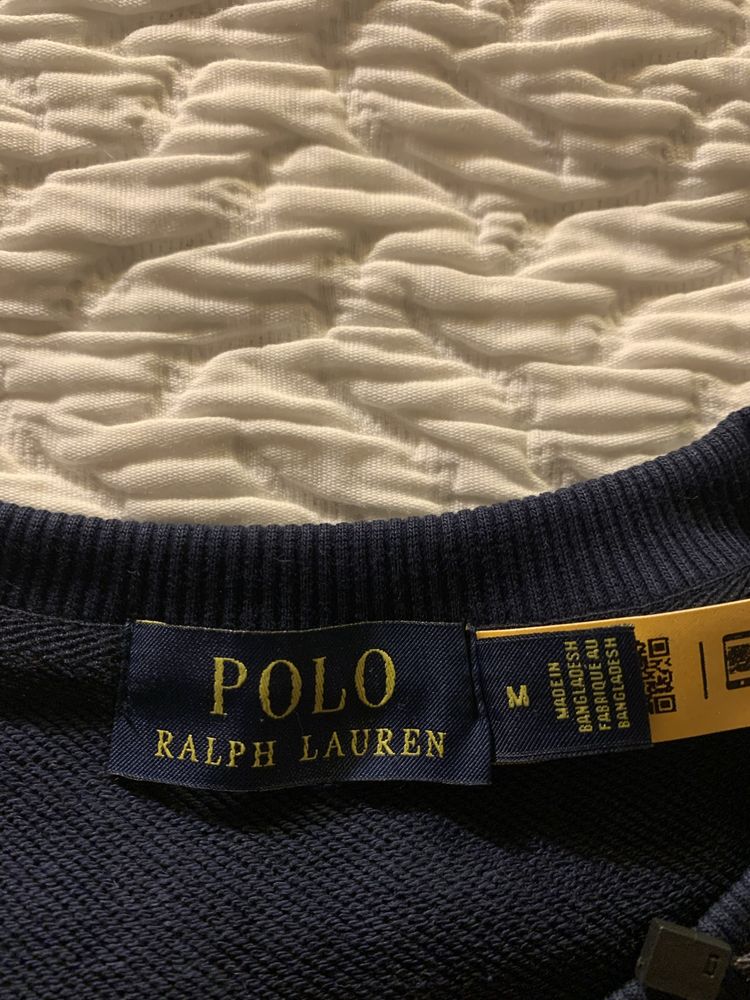 POLO
RALPH LAUREN
M
MADE IN
BANGLADESH
FABRIQUE AU
BANGLADESH